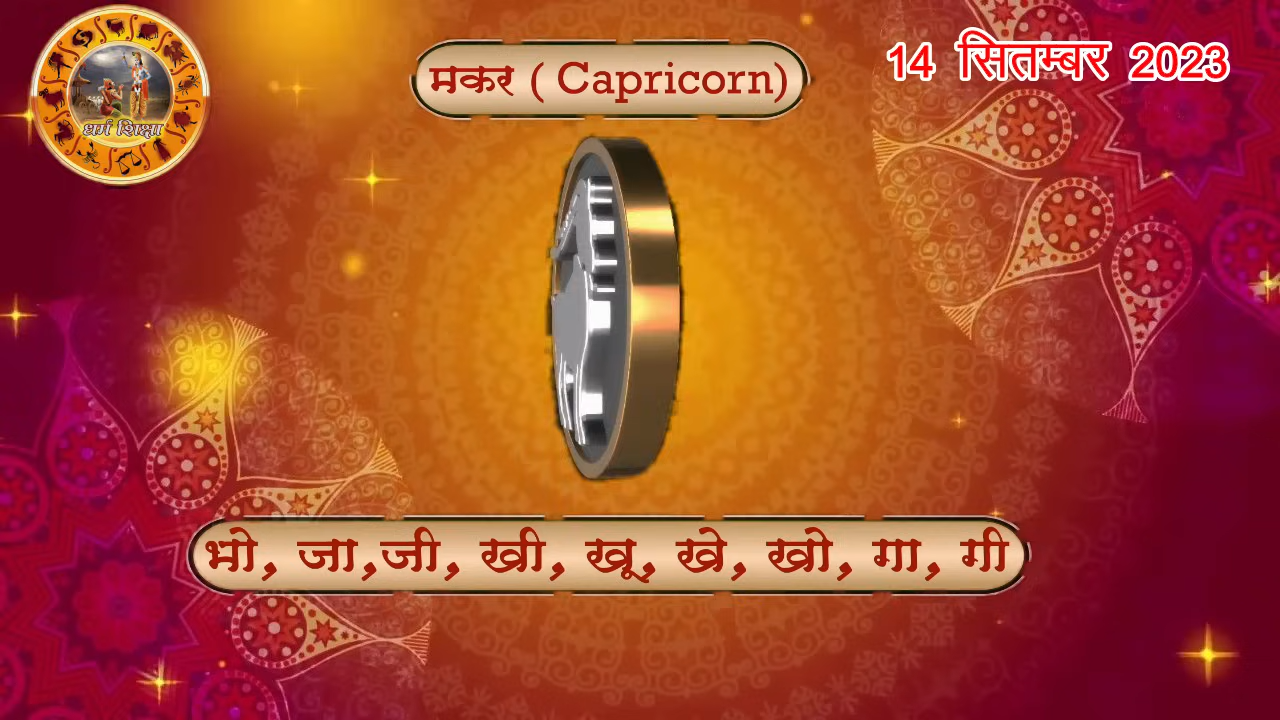 धर्म शिक्षा
मकर ( Capricorn)
14 सितम्बर 2023
भो, जा,जी, खी, खू, खे, खो, गा, गी